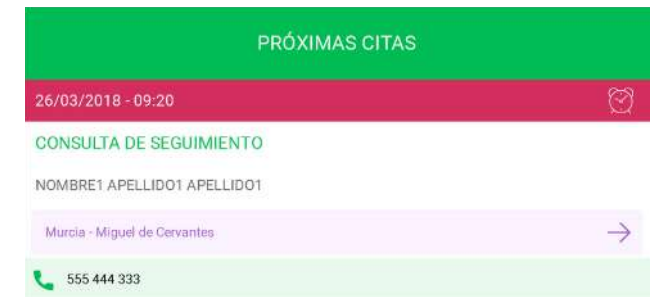 PRÓXIMAS CITAS
26/03/2018 - 09:20
CONSULTA DE SEGUIMIENTO
NOMBRE1 APELLIDO1 APELLIDO1
Murcia - Miguel de Cervantes
555 444 333